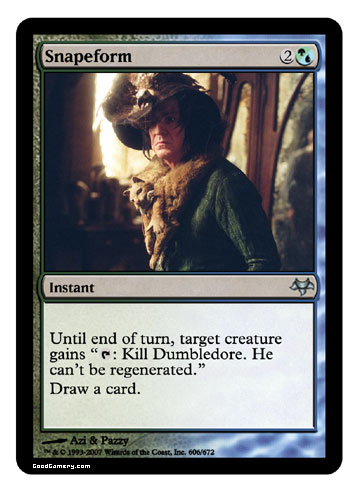 Snapeform 2
Instant
Until end of turn, target creature
gains “: Kill Dumbledore. He
can't be regenerated.”
Draw a card.
Azi & Pazzy
™ & © 1993-2007 Wizards of the Coast, Inc. 606/672
GoodGamery.com